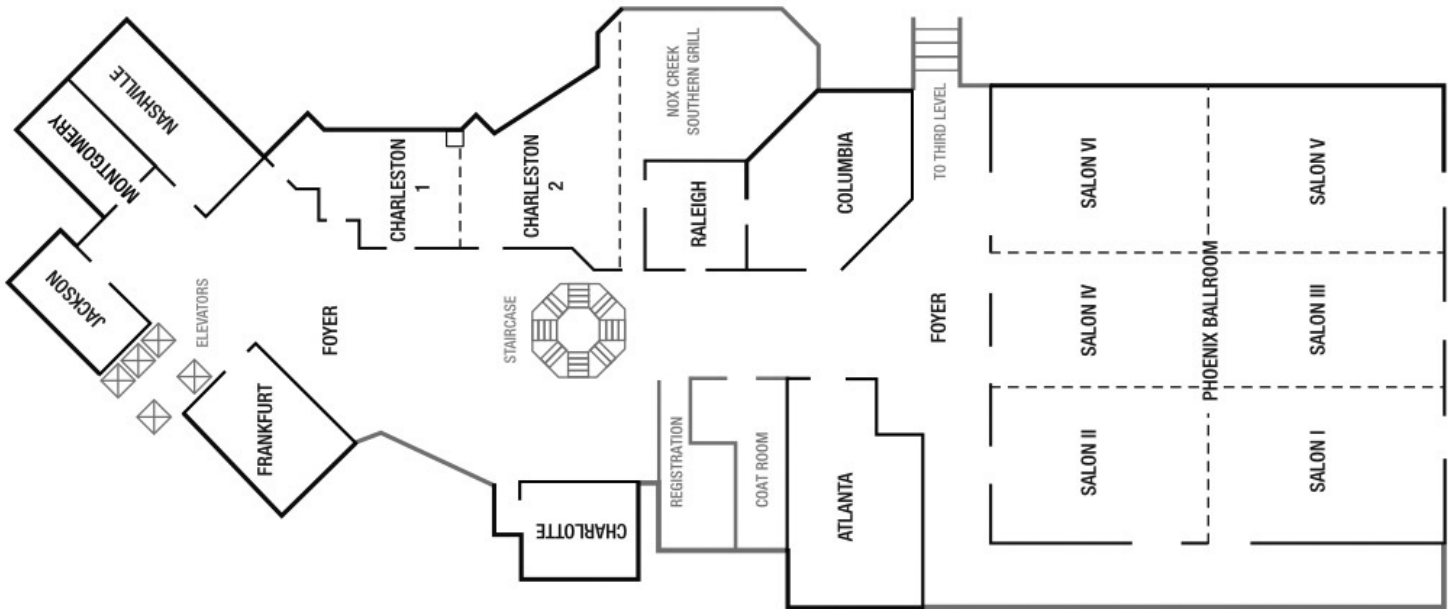 NASHVILLE
MONTGOMERY
JACKSON
ELEVATORS
FRANKFURT
FOYER
CHARLESTON
1
CHARLESTON
2
NOX CREEK
SOUTHERN GRILL
RALEIGH
COLUMBIA
STAIRCASE
CHARLOTTE
REGISTRATION
COAT ROOM
ATLANTA
TO THIRD LEVEL
FOYER
SALON VI
SALON V
SALON IV
PHOENIX BALLROOM
SALON III
SALON II
SALON I